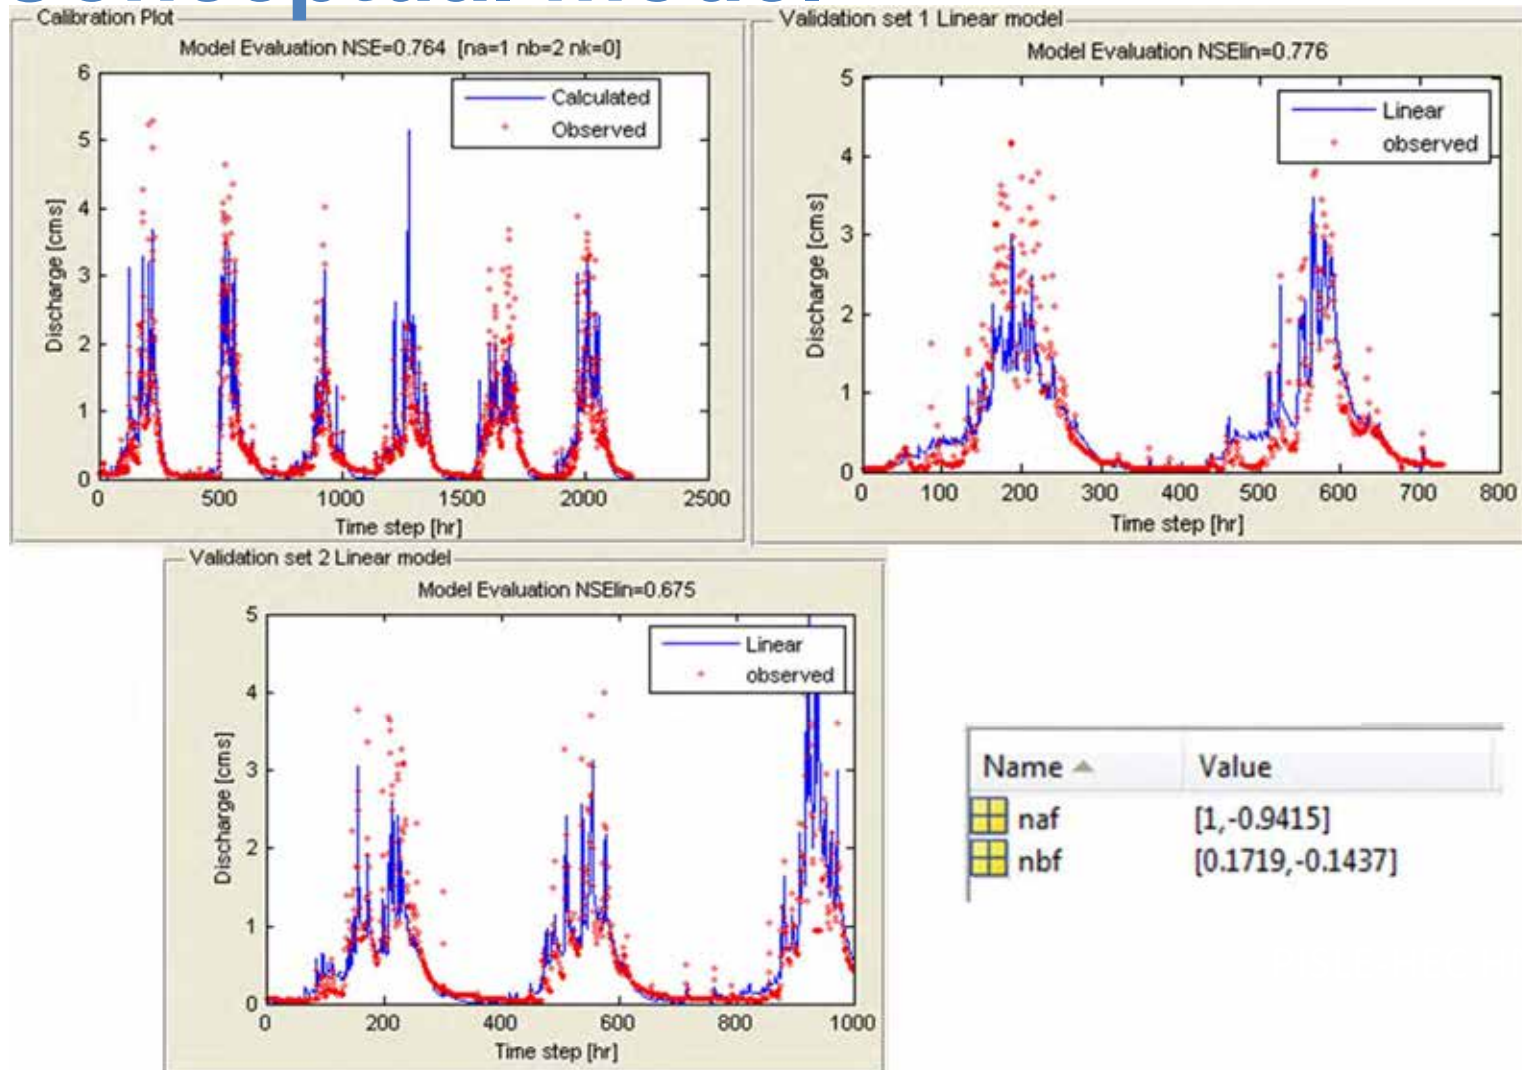 Conceptual Model
Calibration Plot
Model Evaluation NSE=0.764 [na=1 nb=2 nk=0]
6
5
4
3
2
1
0
Discharge [cms]
Calculated
Observed
0 500 1000 1500 2000 2500
Time step [hr]
Validation set 1 Linear model
Model Evaluation NSElin=0.776
5
4
3
2
1
0
Discharge [cms]
Linear
observed
0 100 200 300 400 500 600 700 800
Time step [hr]
Validation set 2 Linear model
Model Evaluation NSElin=0.675
5
4
3
2
1
0
Discharge [cms]
Linear
observed
0 200 400 600 800 1000
Time step [hr]
Name Value
naf [1,-0.9415]
nbf [0.1719,-0.1437]